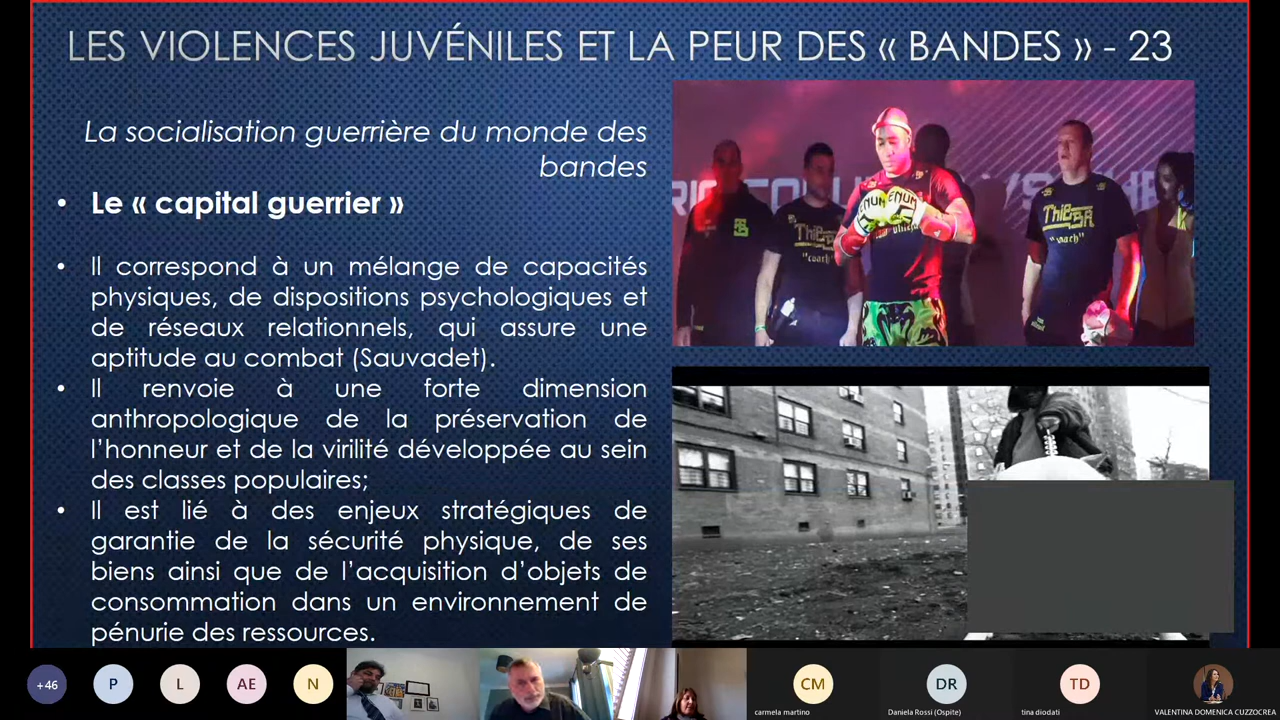 LES VIOLENCES JUVÉNILES ET LA PEUR DES « BANDES » - 23
La socialisation guerrière du monde des
bandes
• Le « capital guerrier »
• Il correspond à un mélange de capacités
physiques, de dispositions psychologiques et
de réseaux relationnels, qui assure une
aptitude au combat (Sauvadet).
• Il renvoie à une forte dimension
anthropologique de la préservation de
l’honneur et de la virilité développée au sein
des classes populaires;
• Il est lié à des enjeux stratégiques de
garantie de la sécurité physique, de ses
biens ainsi que de l’acquisition d’objets de
consommation dans un environnement de
pénurie des ressources.
VENUM VENUM
"coach"
"coach"
+46
P
L
AE
N
CM
carmela martino
DR
Daniela Rossi (Ospite)
TD
tina diodati
VALENTINA DOMENICA CUZZOCREA